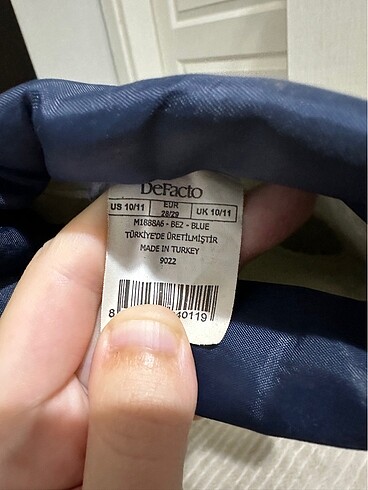 DeFacto
US 10/11 EUR 28/29 UK 10/11
M1888A6 - BE2 - BLUE
TÜRKİYE'DE ÜRETİLMİŞTİR
MADE IN TURKEY
9022
8 40119